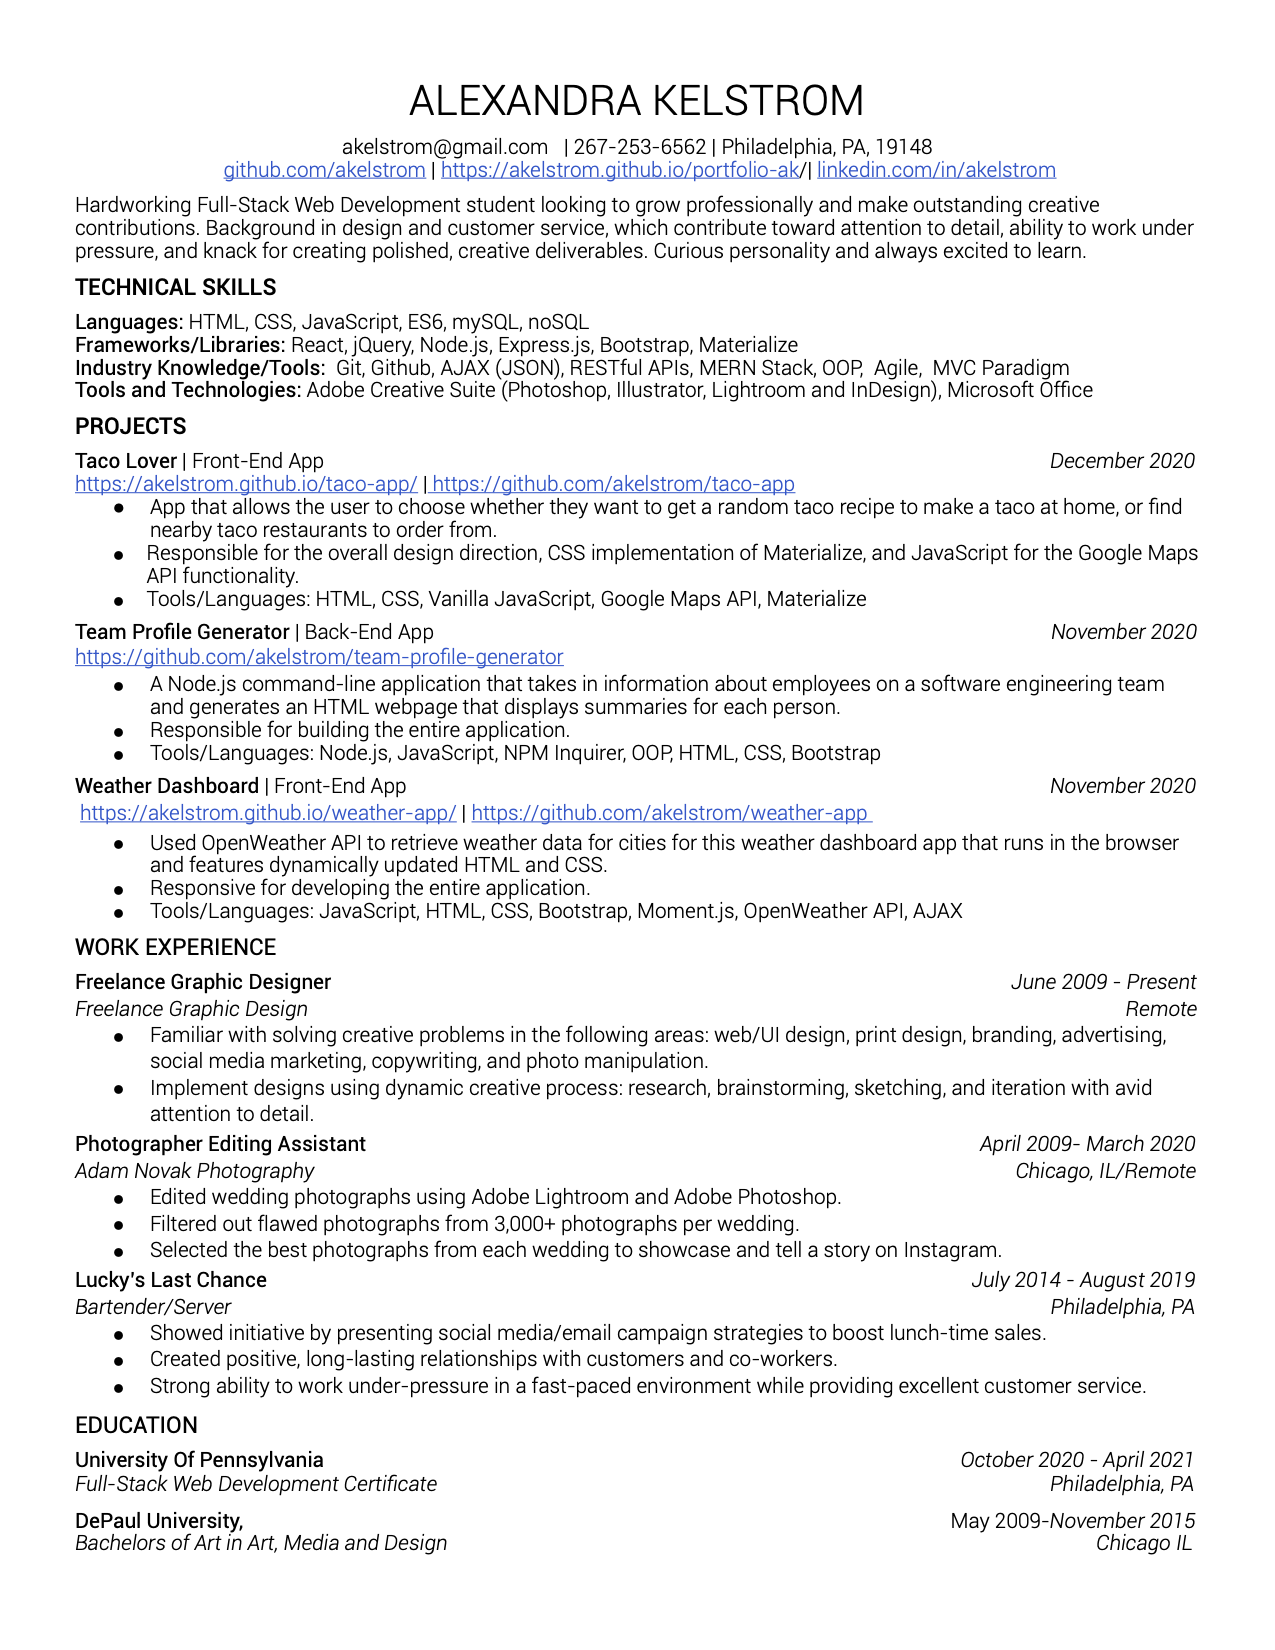 ALEXANDRA KELSTROM
akelstrom@gmail.com | 267-253-6562 | Philadelphia, PA, 19148
github.com/akelstrom | https://akelstrom.github.io/portfolio-ak/| linkedin.com/in/akelstrom
Hardworking Full-Stack Web Development student looking to grow professionally and make outstanding creative
contributions. Background in design and customer service, which contribute toward attention to detail, ability to work under
pressure, and knack for creating polished, creative deliverables. Curious personality and always excited to learn.
TECHNICAL SKILLS
Languages: HTML, CSS, JavaScript, ES6, mySQL, noSQL
Frameworks/Libraries: React, jQuery, Node.js, Express.js, Bootstrap, Materialize
Industry Knowledge/Tools: Git, Github, AJAX (JSON), RESTful APIs, MERN Stack, OOP, Agile, MVC Paradigm
Tools and Technologies: Adobe Creative Suite (Photoshop, Illustrator, Lightroom and InDesign), Microsoft Office
PROJECTS
Taco Lover | Front-End App December 2020
https://akelstrom.github.io/taco-app/ | https://github.com/akelstrom/taco-app
● App that allows the user to choose whether they want to get a random taco recipe to make a taco at home, or find
nearby taco restaurants to order from.
● Responsible for the overall design direction, CSS implementation of Materialize, and JavaScript for the Google Maps
API functionality.
● Tools/Languages: HTML, CSS, Vanilla JavaScript, Google Maps API, Materialize
Team Profile Generator | Back-End App November 2020
https://github.com/akelstrom/team-profile-generator
● A Node.js command-line application that takes in information about employees on a software engineering team
and generates an HTML webpage that displays summaries for each person.
● Responsible for building the entire application.
● Tools/Languages: Node.js, JavaScript, NPM Inquirer, OOP, HTML, CSS, Bootstrap
Weather Dashboard | Front-End App November 2020
https://akelstrom.github.io/weather-app/ | https://github.com/akelstrom/weather-app
● Used OpenWeather API to retrieve weather data for cities for this weather dashboard app that runs in the browser
and features dynamically updated HTML and CSS.
● Responsive for developing the entire application.
● Tools/Languages: JavaScript, HTML, CSS, Bootstrap, Moment.js, OpenWeather API, AJAX
WORK EXPERIENCE
Freelance Graphic Designer June 2009 - Present
Freelance Graphic Design Remote
● Familiar with solving creative problems in the following areas: web/UI design, print design, branding, advertising,
social media marketing, copywriting, and photo manipulation.
● Implement designs using dynamic creative process: research, brainstorming, sketching, and iteration with avid
attention to detail.
Photographer Editing Assistant April 2009- March 2020
Adam Novak Photography Chicago, IL/Remote
● Edited wedding photographs using Adobe Lightroom and Adobe Photoshop.
● Filtered out flawed photographs from 3,000+ photographs per wedding.
● Selected the best photographs from each wedding to showcase and tell a story on Instagram.
Lucky's Last Chance July 2014 - August 2019
Bartender/Server Philadelphia, PA
● Showed initiative by presenting social media/email campaign strategies to boost lunch-time sales.
● Created positive, long-lasting relationships with customers and co-workers.
● Strong ability to work under-pressure in a fast-paced environment while providing excellent customer service.
EDUCATION
University Of Pennsylvania October 2020 - April 2021
Full-Stack Web Development Certificate Philadelphia, PA
DePaul University, May 2009-November 2015
Bachelors of Art in Art, Media and Design Chicago IL